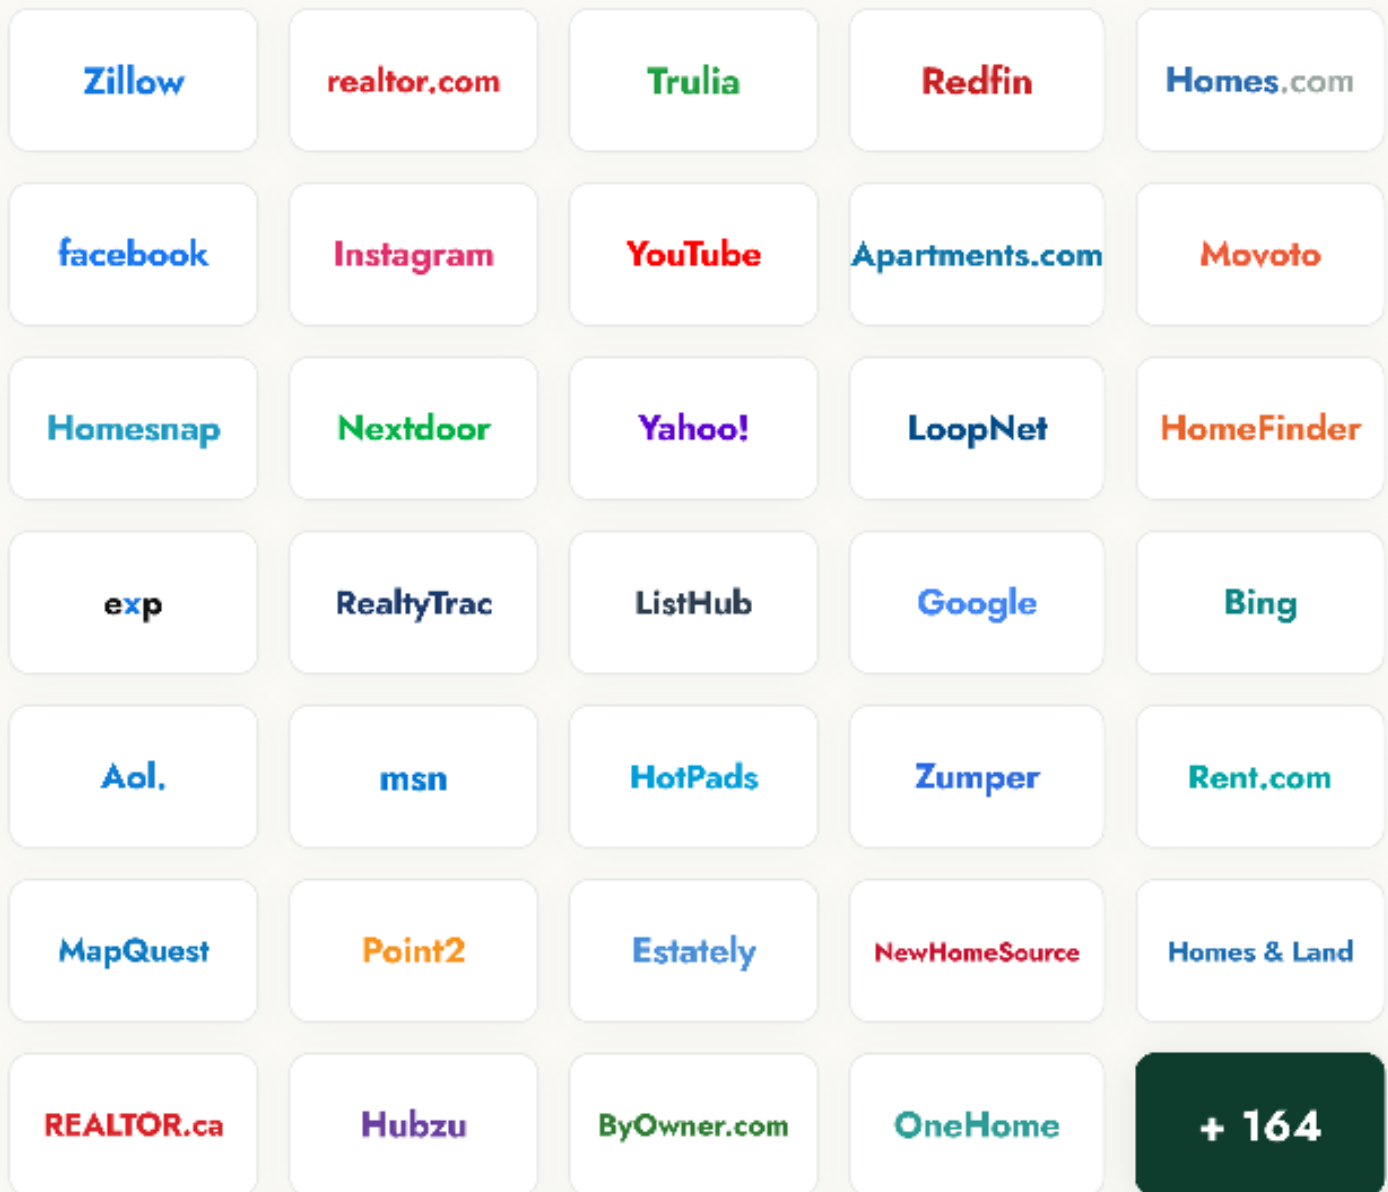 Zillow
realtor.com
Trulia
Redfin
Homes.com
facebook
Instagram
YouTube
Apartments.com
Movoto
Homesnap
Nextdoor
Yahoo!
LoopNet
HomeFinder
exp
RealtyTrac
ListHub
Google
Bing
Aol.
msn
HotPads
Zumper
Rent.com
MapQuest
Point2
Estately
NewHomeSource
Homes & Land
REALTOR.ca
Hubzu
ByOwner.com
OneHome
+ 164